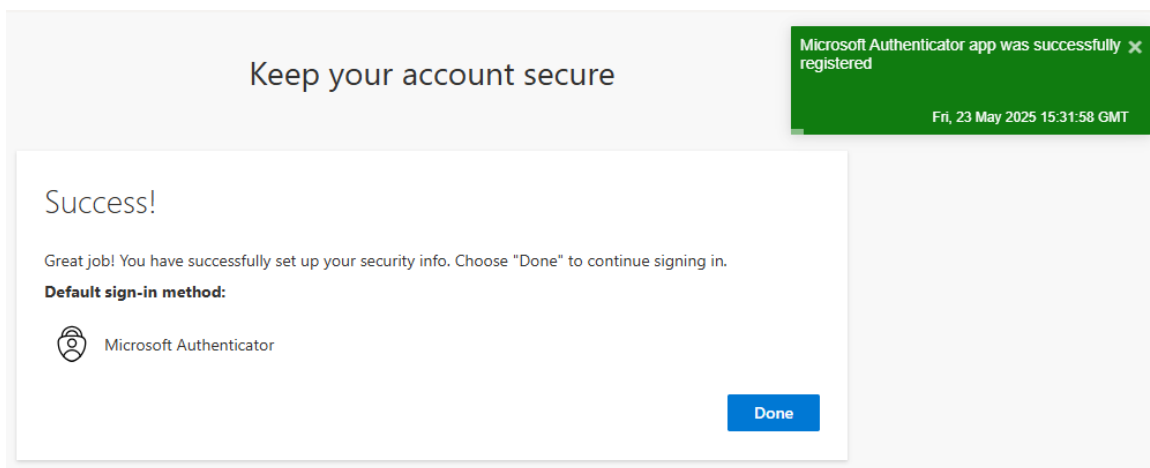 Keep your account secure
Microsoft Authenticator app was successfully
registered
Fri, 23 May 2025 15:31:58 GMT
Success!
Great job! You have successfully set up your security info. Choose "Done" to continue signing in.
Default sign-in method:
Microsoft Authenticator
Done